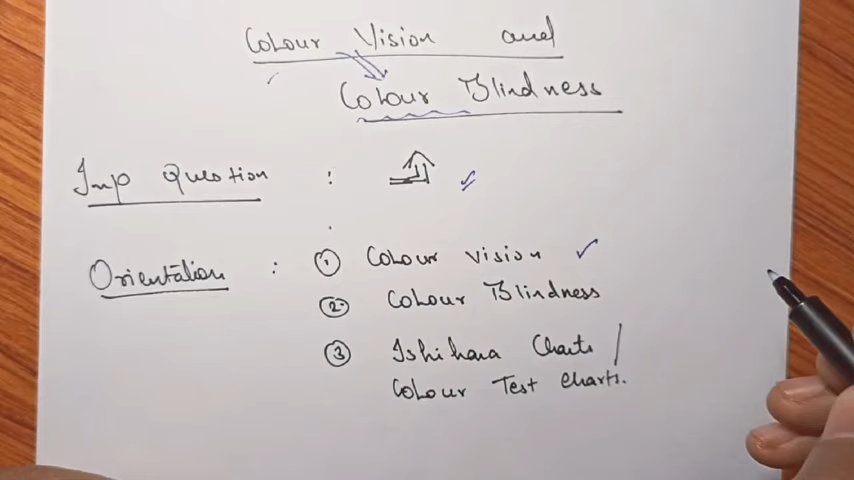 Colour Vision and
Colour Blindness
Imp Question :
Orientation : ① Colour Vision ✓
② Colour Blindness
③ Ishihara Charts /
Colour Test Charts.